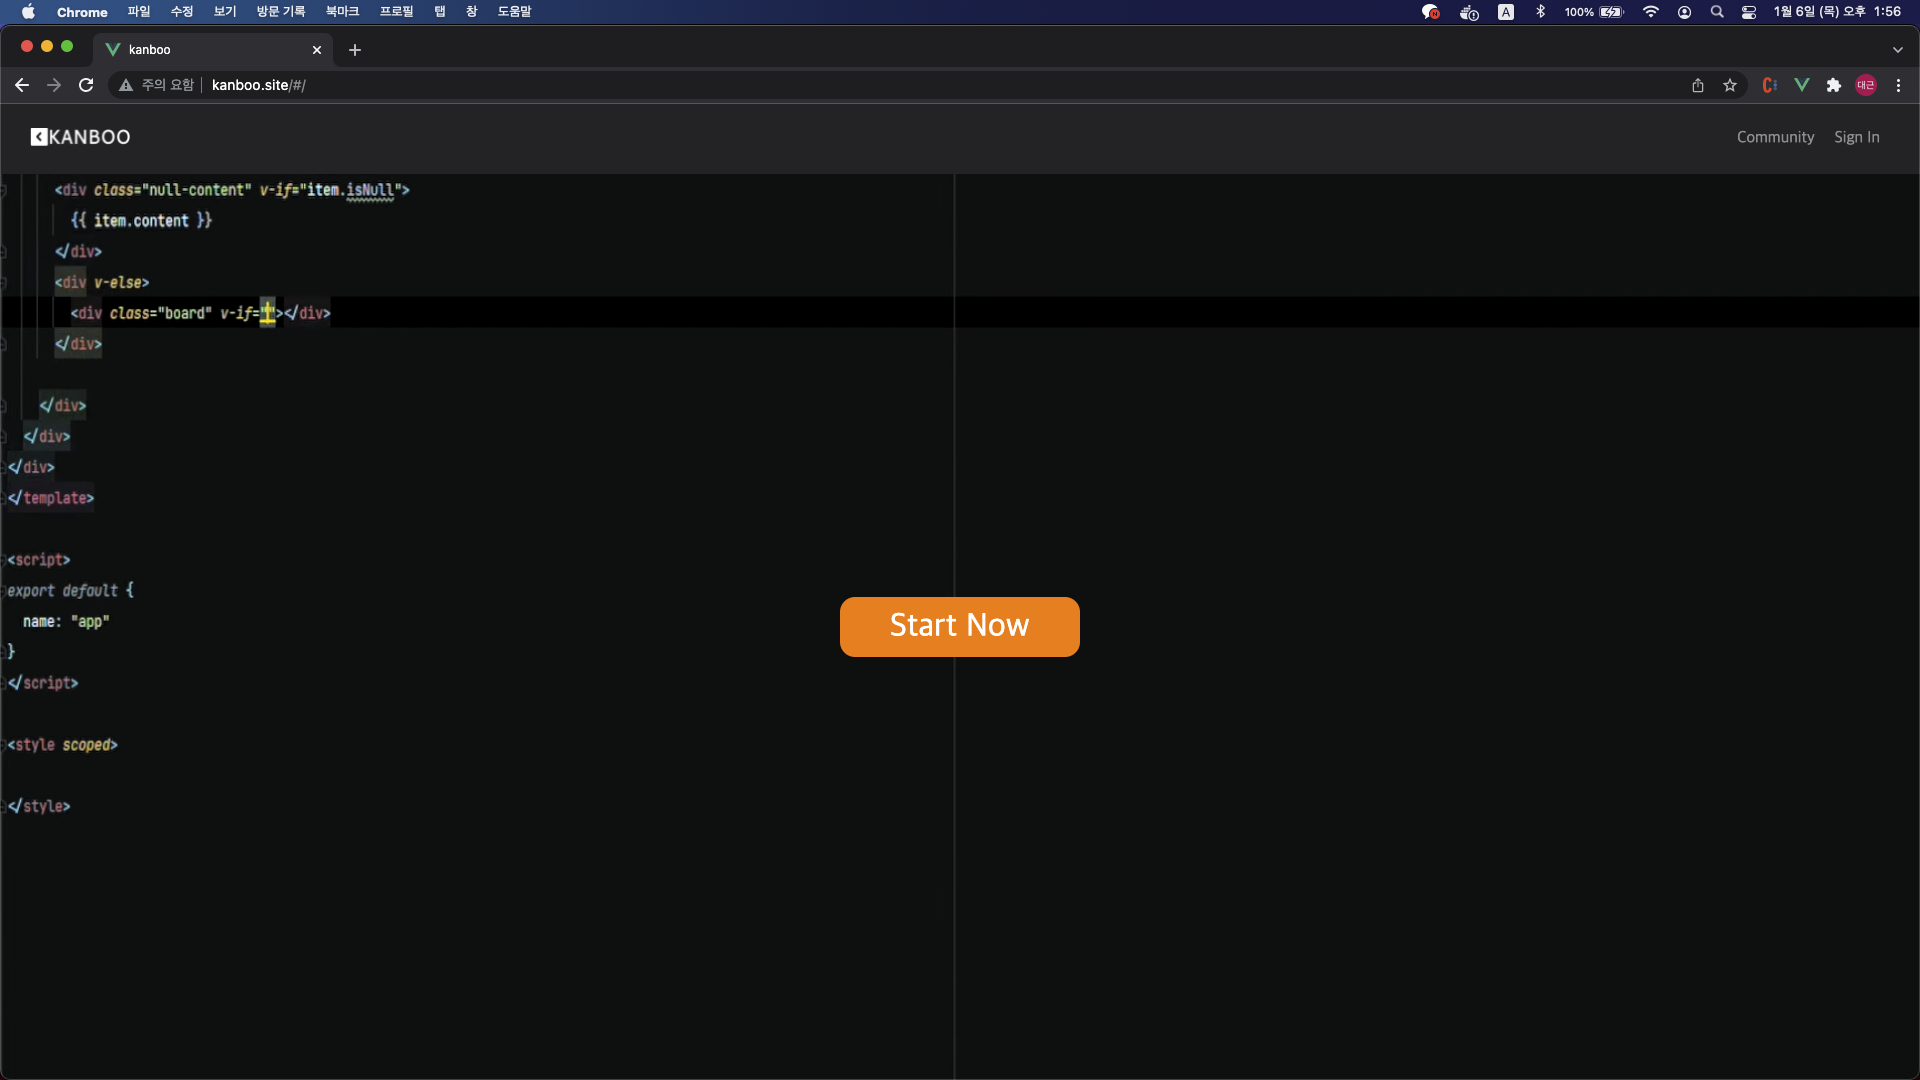 Chrome 파일 수정 보기 방문 기록 북마크 프로필 탭 창 도움말 A 100% 1월 6일 (목) 오후 1:56
kanboo
주의 요함 kanboo.site/#/ 대근
KANBOO Community Sign In
<div class="null-content" v-if="item.isNull">
{{ item.content }}
</div>
<div v-else>
<div class="board" v-if=""></div>
</div>
</div>
</div>
</div>
</template>
<script>
export default {
name: "app"
}
</script>
Start Now
<style scoped>
</style>